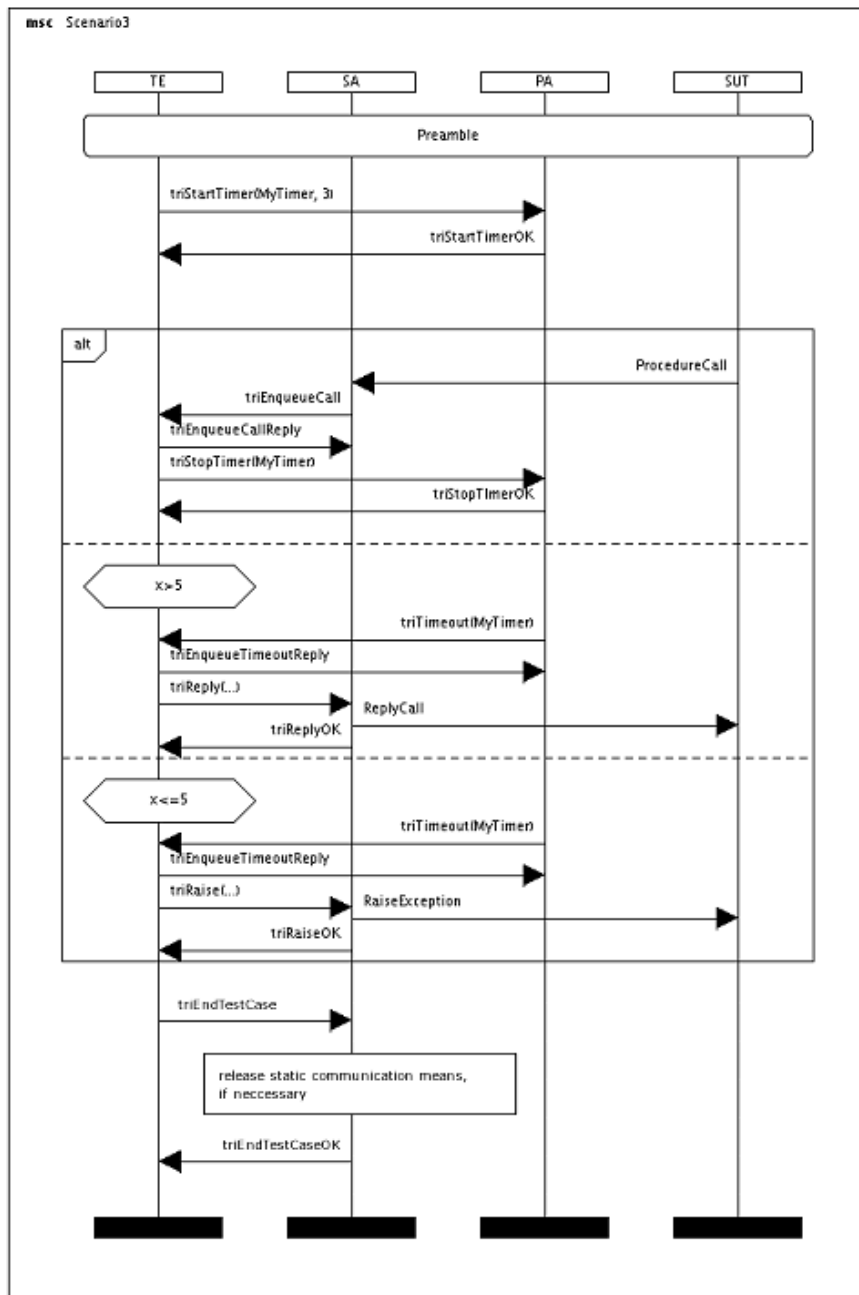 msc Scenario3
TE SA PA SUT
Preamble
triStartTimer(MyTimer, 3)
triStartTimerOK
alt
ProcedureCall
triEnqueueCall
triEnqueueCallReply
triStopTimer(MyTimer)
triStopTImerOK
x>5
triTimeout(MyTimer)
triEnqueueTimeoutReply
triReply(...)
ReplyCall
triReplyOK
x<=5
triTimeout(MyTimer)
triEnqueueTimeoutReply
triRaise(...)
RaiseException
triRaiseOK
triEndTestCase
release static communication means,
if neccessary
triEndTestCaseOK